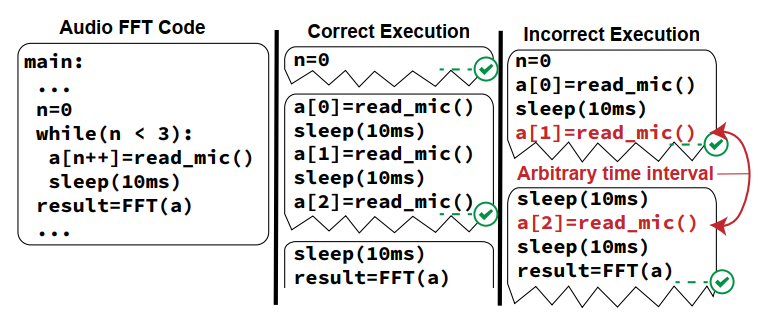 Audio FFT Code
main:
...
n=0
while(n < 3):
a[n++]=read_mic()
sleep(10ms)
result=FFT(a)
...
Correct Execution
n=0
a[0]=read_mic()
sleep(10ms)
a[1]=read_mic()
sleep(10ms)
a[2]=read_mic()
sleep(10ms)
result=FFT(a)
Incorrect Execution
n=0
a[0]=read_mic()
sleep(10ms)
a[1]=read_mic()
Arbitrary time interval
sleep(10ms)
a[2]=read_mic()
sleep(10ms)
result=FFT(a)